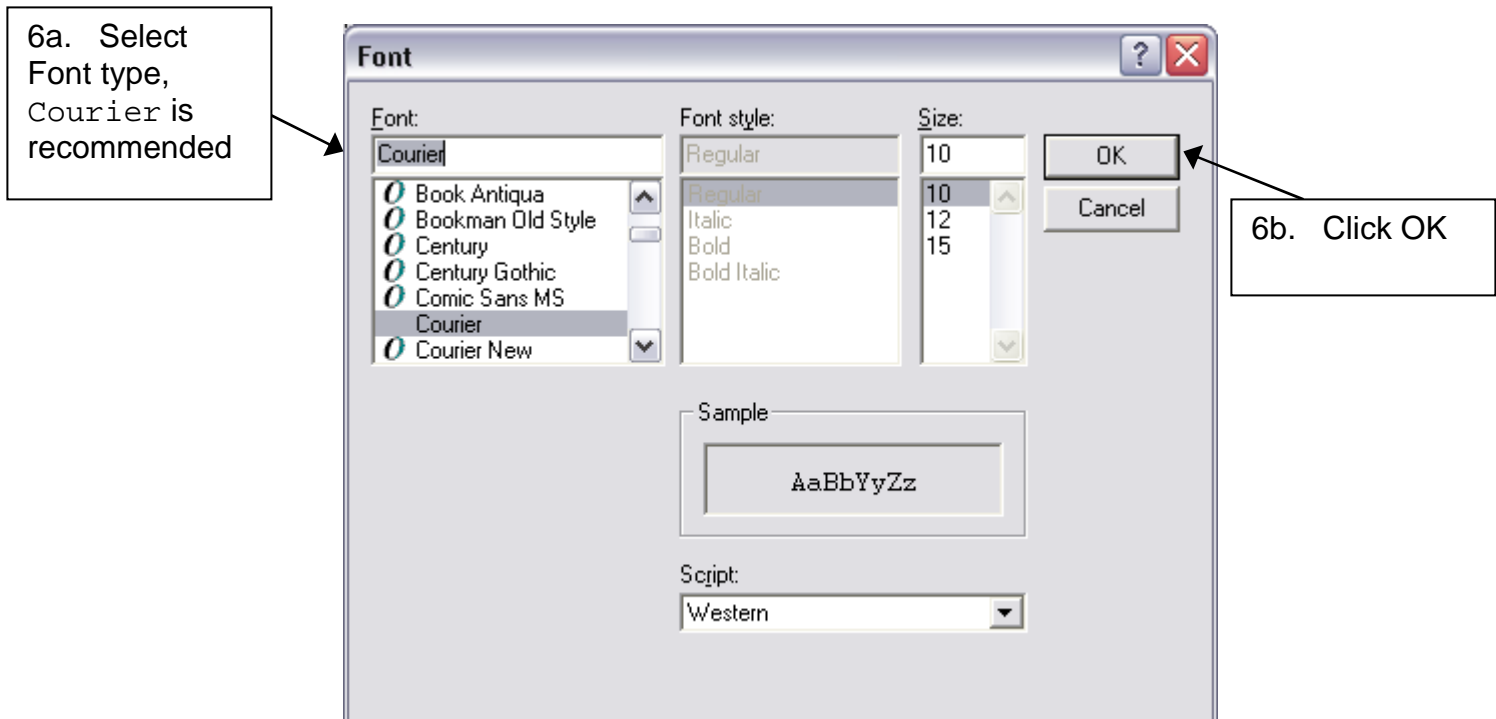 6a. Select
Font type,
Courier is
recommended
Font
Font:
Courier
Book Antiqua
Bookman Old Style
Century
Century Gothic
Comic Sans MS
Courier
Courier New
Font style:
Regular
Regular
Italic
Bold
Bold Italic
Size:
10
10
12
15
OK
Cancel
6b. Click OK
Sample
AaBbYyZz
Script:
Western